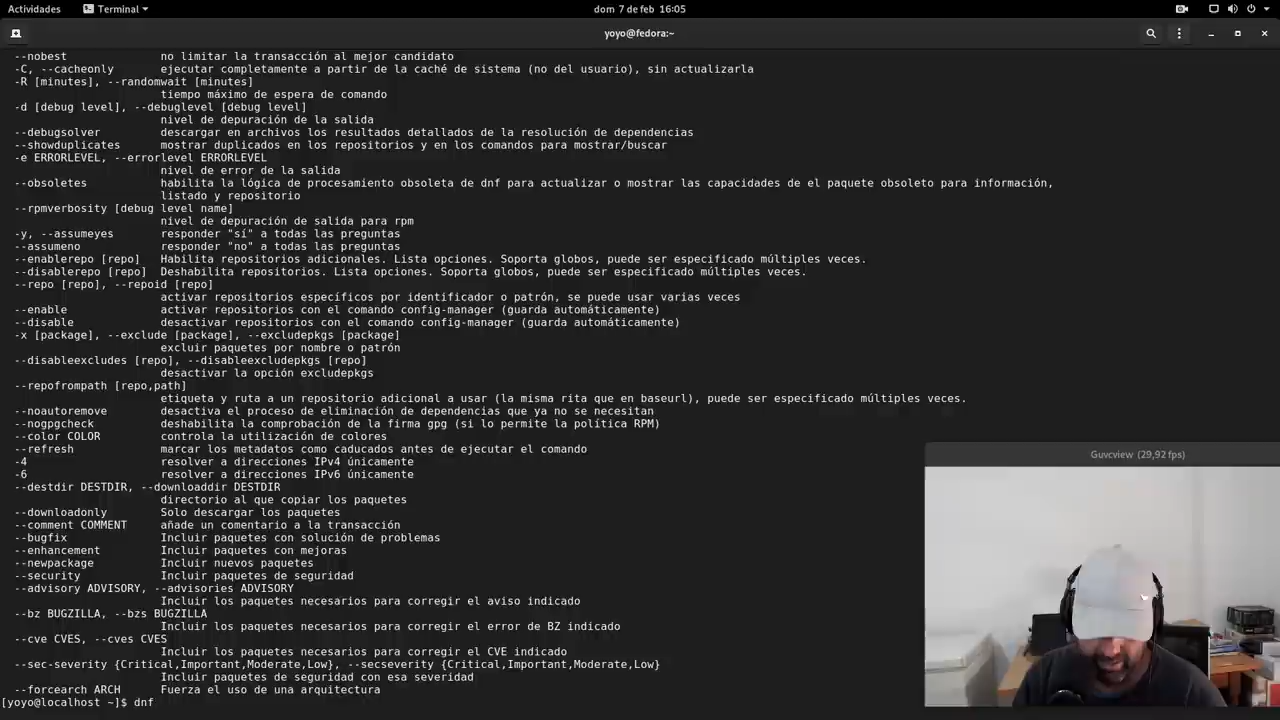 Actividades
Terminal
dom 7 de feb  16:05
yoyo@fedora:~
--nobest              no limitar la transacción al mejor candidato
-C, --cacheonly       ejecutar completamente a partir de la caché de sistema (no del usuario), sin actualizarla
-R [minutes], --randomwait [minutes]
tiempo máximo de espera de comando
-d [debug level], --debuglevel [debug level]
nivel de depuración de la salida
--debugsolver         descargar en archivos los resultados detallados de la resolución de dependencias
--showduplicates      mostrar duplicados en los repositorios y en los comandos para mostrar/buscar
-e ERRORLEVEL, --errorlevel ERRORLEVEL
nivel de error de la salida
--obsoletes           habilita la lógica de procesamiento obsoleta de dnf para actualizar o mostrar las capacidades de el paquete obsoleto para información,
listado y repositorio
--rpmverbosity [debug level name]
nivel de depuración de salida para rpm
-y, --assumeyes       responder "sí" a todas las preguntas
--assumeno            responder "no" a todas las preguntas
--enablerepo [repo]   Habilita repositorios adicionales. Lista opciones. Soporta globos, puede ser especificado múltiples veces.
--disablerepo [repo]  Deshabilita repositorios. Lista opciones. Soporta globos, puede ser especificado múltiples veces.
--repo [repo], --repoid [repo]
activar repositorios específicos por identificador o patrón, se puede usar varias veces
--enable              activar repositorios con el comando config-manager (guarda automáticamente)
--disable             desactivar repositorios con el comando config-manager (guarda automáticamente)
-x [package], --exclude [package], --excludepkgs [package]
excluir paquetes por nombre o patrón
--disableexcludes [repo], --disableexcludepkgs [repo]
desactivar la opción excludepkgs
--repofrompath [repo,path]
etiqueta y ruta a un repositorio adicional a usar (la misma rita que en baseurl), puede ser especificado múltiples veces.
--noautoremove        desactiva el proceso de eliminación de dependencias que ya no se necesitan
--nogpgcheck          deshabilita la comprobación de la firma gpg (si lo permite la política RPM)
--color COLOR         controla la utilización de colores
--refresh             marcar los metadatos como caducados antes de ejecutar el comando
-4                    resolver a direcciones IPv4 únicamente
-6                    resolver a direcciones IPv6 únicamente
--destdir DESTDIR, --downloaddir DESTDIR
directorio al que copiar los paquetes
--downloadonly        Solo descargar los paquetes
--comment COMMENT     añade un comentario a la transacción
--bugfix              Incluir paquetes con solución de problemas
--enhancement         Incluir paquetes con mejoras
--newpackage          Incluir nuevos paquetes
--security            Incluir paquetes de seguridad
--advisory ADVISORY, --advisories ADVISORY
Incluir los paquetes necesarios para corregir el aviso indicado
--bz BUGZILLA, --bzs BUGZILLA
Incluir los paquetes necesarios para corregir el error de BZ indicado
--cve CVES, --cves CVES
Incluir los paquetes necesarios para corregir el CVE indicado
--sec-severity {Critical,Important,Moderate,Low}, --secseverity {Critical,Important,Moderate,Low}
Incluir paquetes de seguridad con esa severidad
--forcearch ARCH      Fuerza el uso de una arquitectura
[yoyo@localhost ~]$ dnf
Guvcview  (29,92 fps)